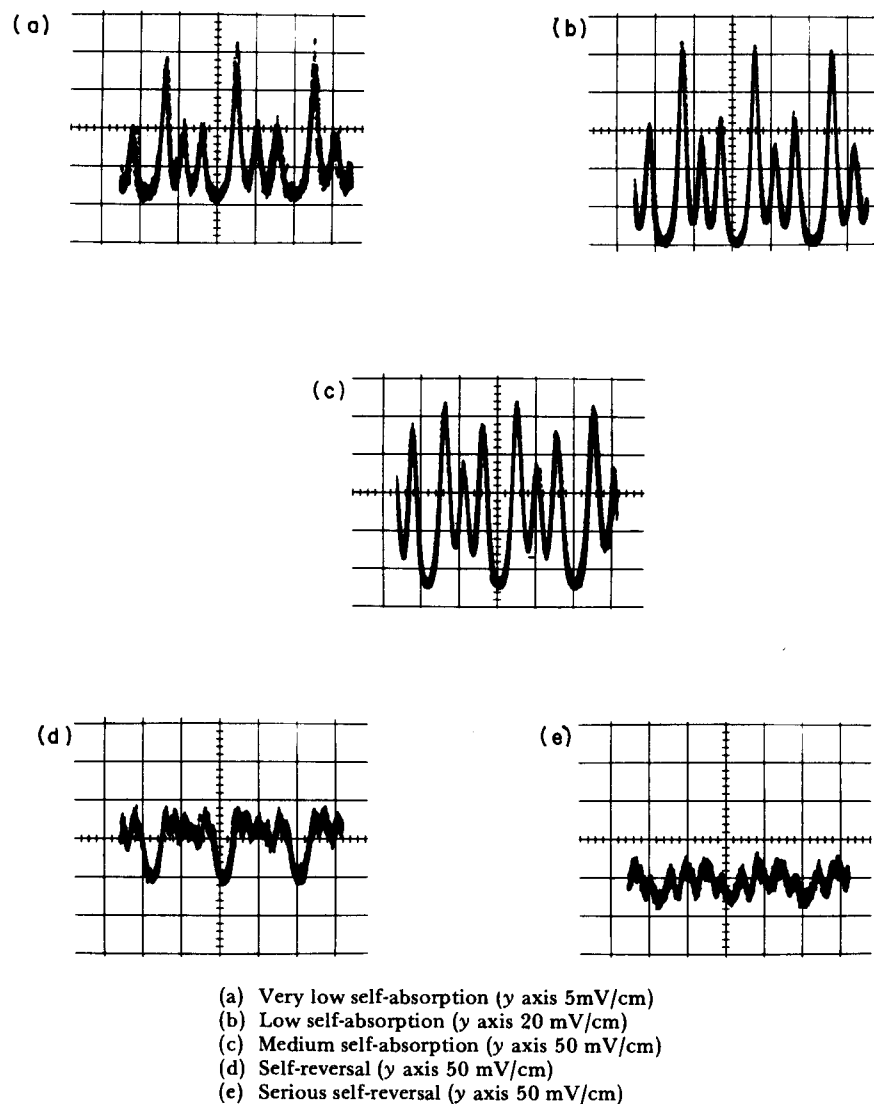 (a)
(b)
(c)
(d)
(e)
(a) Very low self-absorption (y axis 5mV/cm)
(b) Low self-absorption (y axis 20 mV/cm)
(c) Medium self-absorption (y axis 50 mV/cm)
(d) Self-reversal (y axis 50 mV/cm)
(e) Serious self-reversal (y axis 50 mV/cm)